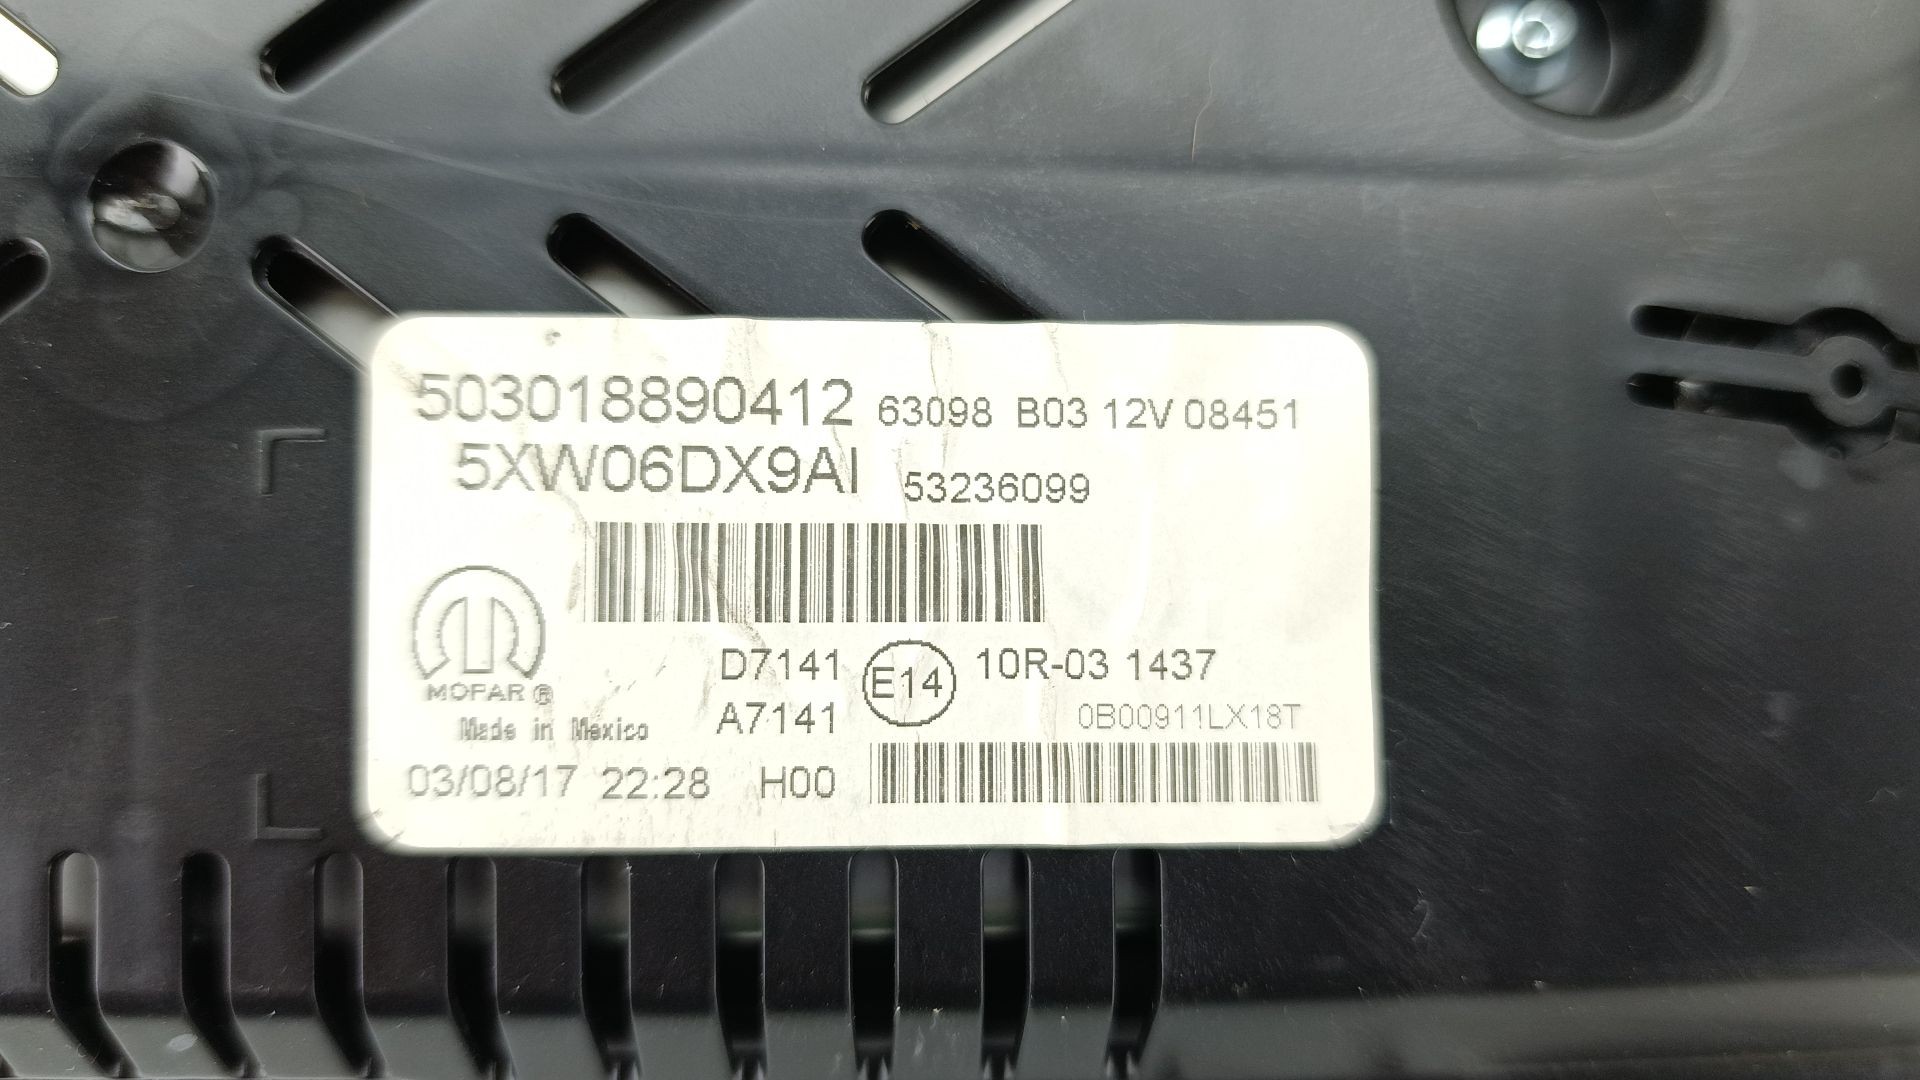 503018890412 63098 B03 12V 08451
5XW06DX9AI 53236099
MOPAR®
Made in Mexico
D7141 E14 10R-03 1437
A7141 0B00911LX18T
03/08/17 22:28 H00